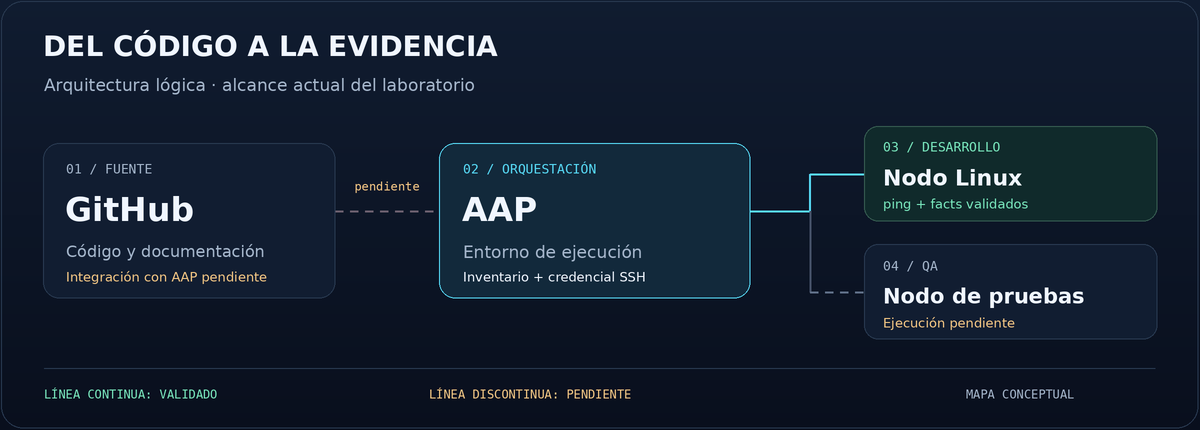 DEL CÓDIGO A LA EVIDENCIA
Arquitectura lógica · alcance actual del laboratorio
01 / FUENTE
GitHub
Código y documentación
Integración con AAP pendiente
pendiente
02 / ORQUESTACIÓN
AAP
Entorno de ejecución
Inventario + credencial SSH
03 / DESARROLLO
Nodo Linux
ping + facts validados
04 / QA
Nodo de pruebas
Ejecución pendiente
LÍNEA CONTINUA: VALIDADO
LÍNEA DISCONTINUA: PENDIENTE
MAPA CONCEPTUAL